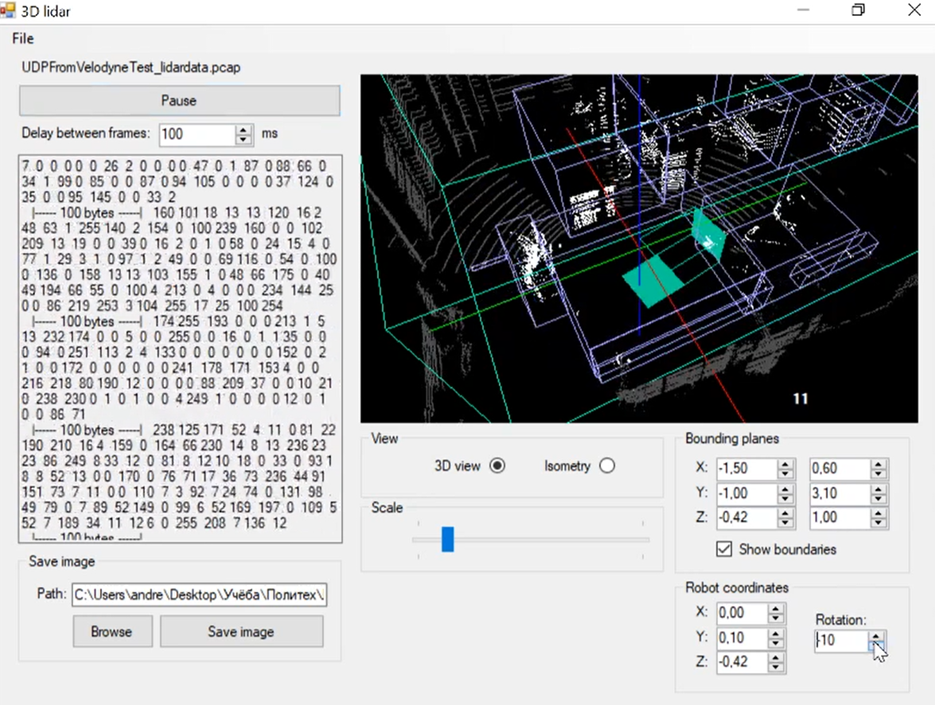 3D lidar
File
UDPFromVelodyneTest_lidardata.pcap
Pause
Delay between frames: 100 ms
7 0 0 0 0 0 26 2 0 0 0 0 47 0 1 87 0 88 66 0
34 1 99 0 85 0 0 87 0 94 105 0 0 0 0 37 124 0
35 0 0 95 145 0 0 33 2
|----- 100 bytes -----| 160 101 18 13 13 120 16 2
48 63 1 255 140 2 154 0 100 239 160 0 0 102
209 13 19 0 0 39 0 16 2 0 1 0 58 0 24 15 4 0
77 1 29 3 1 0 97 1 2 49 0 0 69 116 0 54 0 100
0 136 0 158 13 13 103 155 1 0 48 66 175 0 40
49 194 66 55 0 100 4 213 0 4 0 0 0 234 144 25
0 0 86 219 253 3 104 255 17 25 100 254
|----- 100 bytes -----| 174 255 193 0 0 0 213 1 5
13 232 174 0 0 5 0 0 255 0 0 16 0 1 1 35 0 0
0 94 0 251 113 2 4 133 0 0 0 0 0 0 0 152 0 2
1 0 0 172 0 0 0 0 0 0 241 178 171 153 4 0 0
216 218 80 190 12 0 0 0 0 88 209 37 0 0 10 21
0 238 230 0 1 0 1 0 0 4 249 1 0 0 0 0 12 0 1
0 0 86 71
|----- 100 bytes -----| 238 125 171 52 4 11 0 81 22
190 210 16 4 159 0 164 66 230 14 8 13 236 23
23 86 249 8 33 12 0 81 8 12 10 18 0 33 0 93 1
8 8 52 13 0 0 170 0 76 71 17 36 73 236 44 91
151 73 7 11 0 0 110 7 3 92 7 24 74 0 131 98
49 79 0 7 89 52 149 0 99 6 52 169 197 0 109 5
52 7 189 34 11 12 6 0 255 208 7 136 12
|----- 100 bytes -----|
Save image
Path: C:\Users\andre\Desktop\Учёба\Политех\
Browse
Save image
11
View
3D view
Isometry
Scale
Bounding planes
X: -1,50 0,60
Y: -1,00 3,10
Z: -0,42 1,00
Show boundaries
Robot coordinates
X: 0,00
Y: 0,10
Z: -0,42
Rotation:
-10